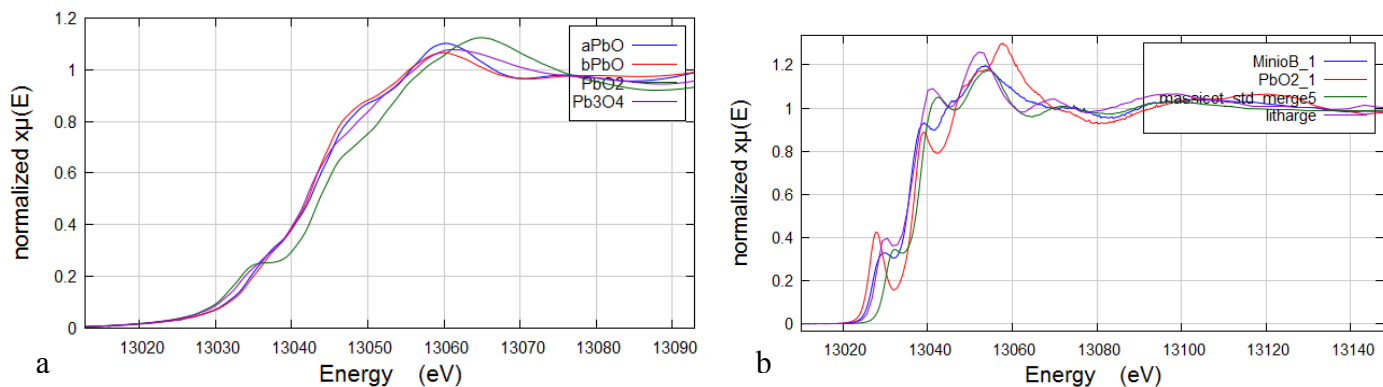 1.2
1
0.8
0.6
0.4
0.2
0
normalized xμ(E)
aPbO
bPbO
PbO2
Pb3O4
13020 13030 13040 13050 13060 13070 13080 13090
Energy (eV)
a
1.2
1
0.8
0.6
0.4
0.2
0
normalized xμ(E)
MinioB_1
PbO2_1
massicot_std_merge5
litharge
13020 13040 13060 13080 13100 13120 13140
Energy (eV)
b